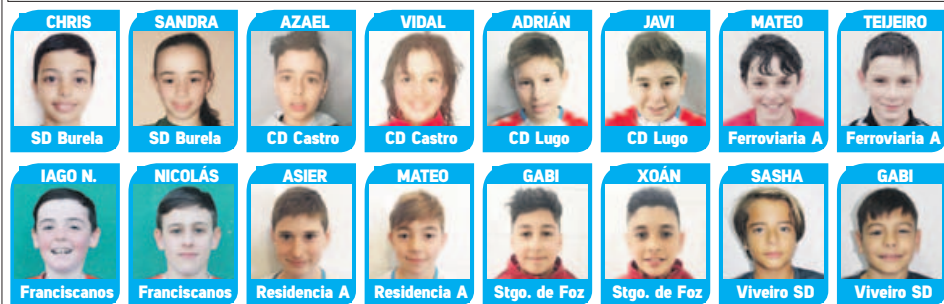 CHRIS SANDRA AZAEL VIDAL ADRIÁN JAVI MATEO TEIJEIRO
SD Burela SD Burela CD Castro CD Castro CD Lugo CD Lugo Ferroviaria A Ferroviaria A
IAGO N. NICOLÁS ASIER MATEO GABI XOÁN SASHA GABI
Franciscanos Franciscanos Residencia A Residencia A Stgo. de Foz Stgo. de Foz Viveiro SD Viveiro SD